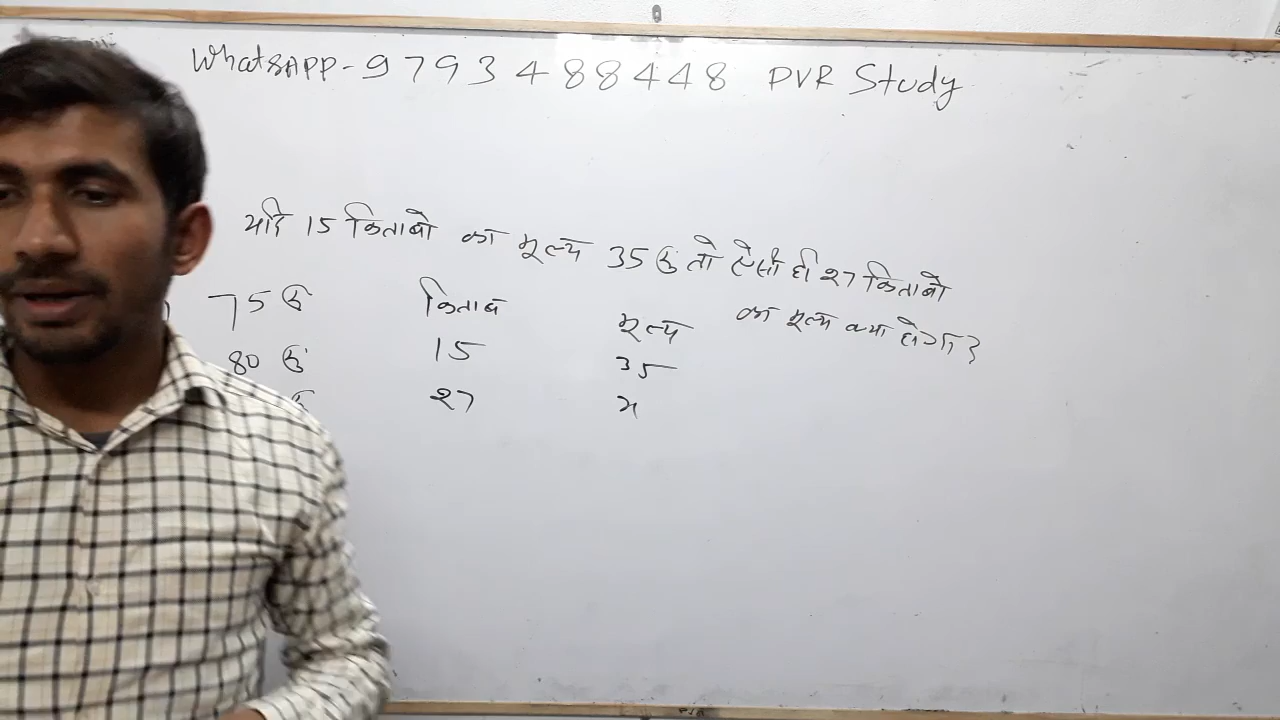 WhatsAPP - 9793488448 PVR Study
यदि 15 किताबो का मूल्य 35 रु तो ऐसी ही 27 किताबो
का मूल्य क्या होगा?
75 रु किताब मूल्य
80 रु 15 35
रु 27 x